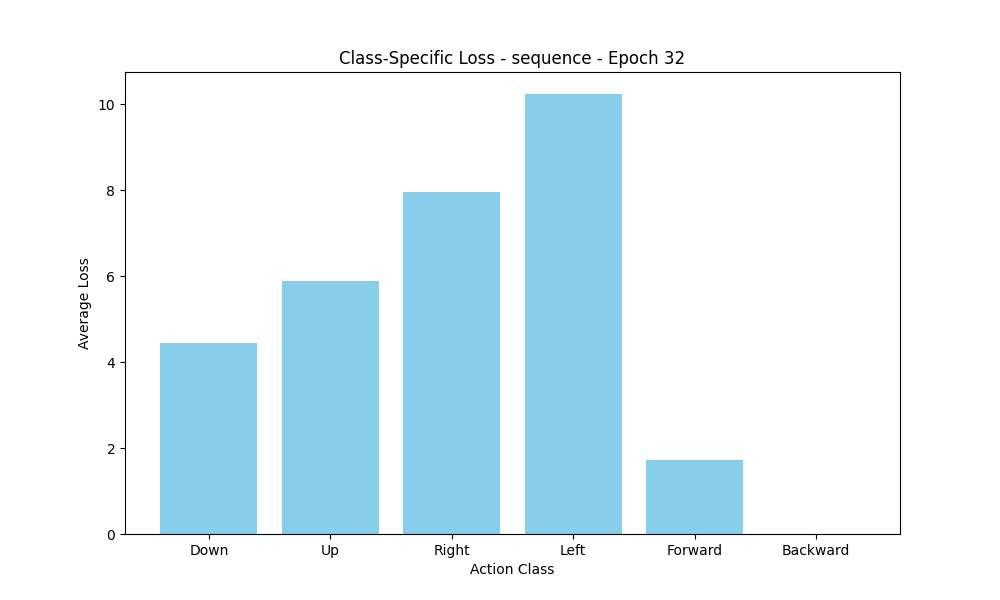 Class-Specific Loss - sequence - Epoch 32
Average Loss
10
8
6
4
2
0
Down Up Right Left Forward Backward
Action Class